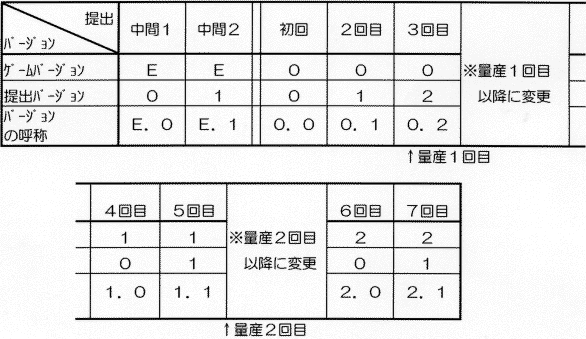 提出
ﾊﾞｰｼﾞｮﾝ
中間１ 中間２ 初回 ２回目 ３回目
ｹﾞｰﾑﾊﾞｰｼﾞｮﾝ Ｅ Ｅ ０ ０ ０ ※量産１回目
提出ﾊﾞｰｼﾞｮﾝ ０ １ ０ １ ２ 以降に変更
ﾊﾞｰｼﾞｮﾝ
の呼称 Ｅ．０ Ｅ．１ ０．０ ０．１ ０．２
↑量産１回目
４回目 ５回目 ６回目 ７回目
１ １ ※量産２回目 ２ ２
０ １ 以降に変更 ０ １
１．０ １．１ ２．０ ２．１
↑量産２回目